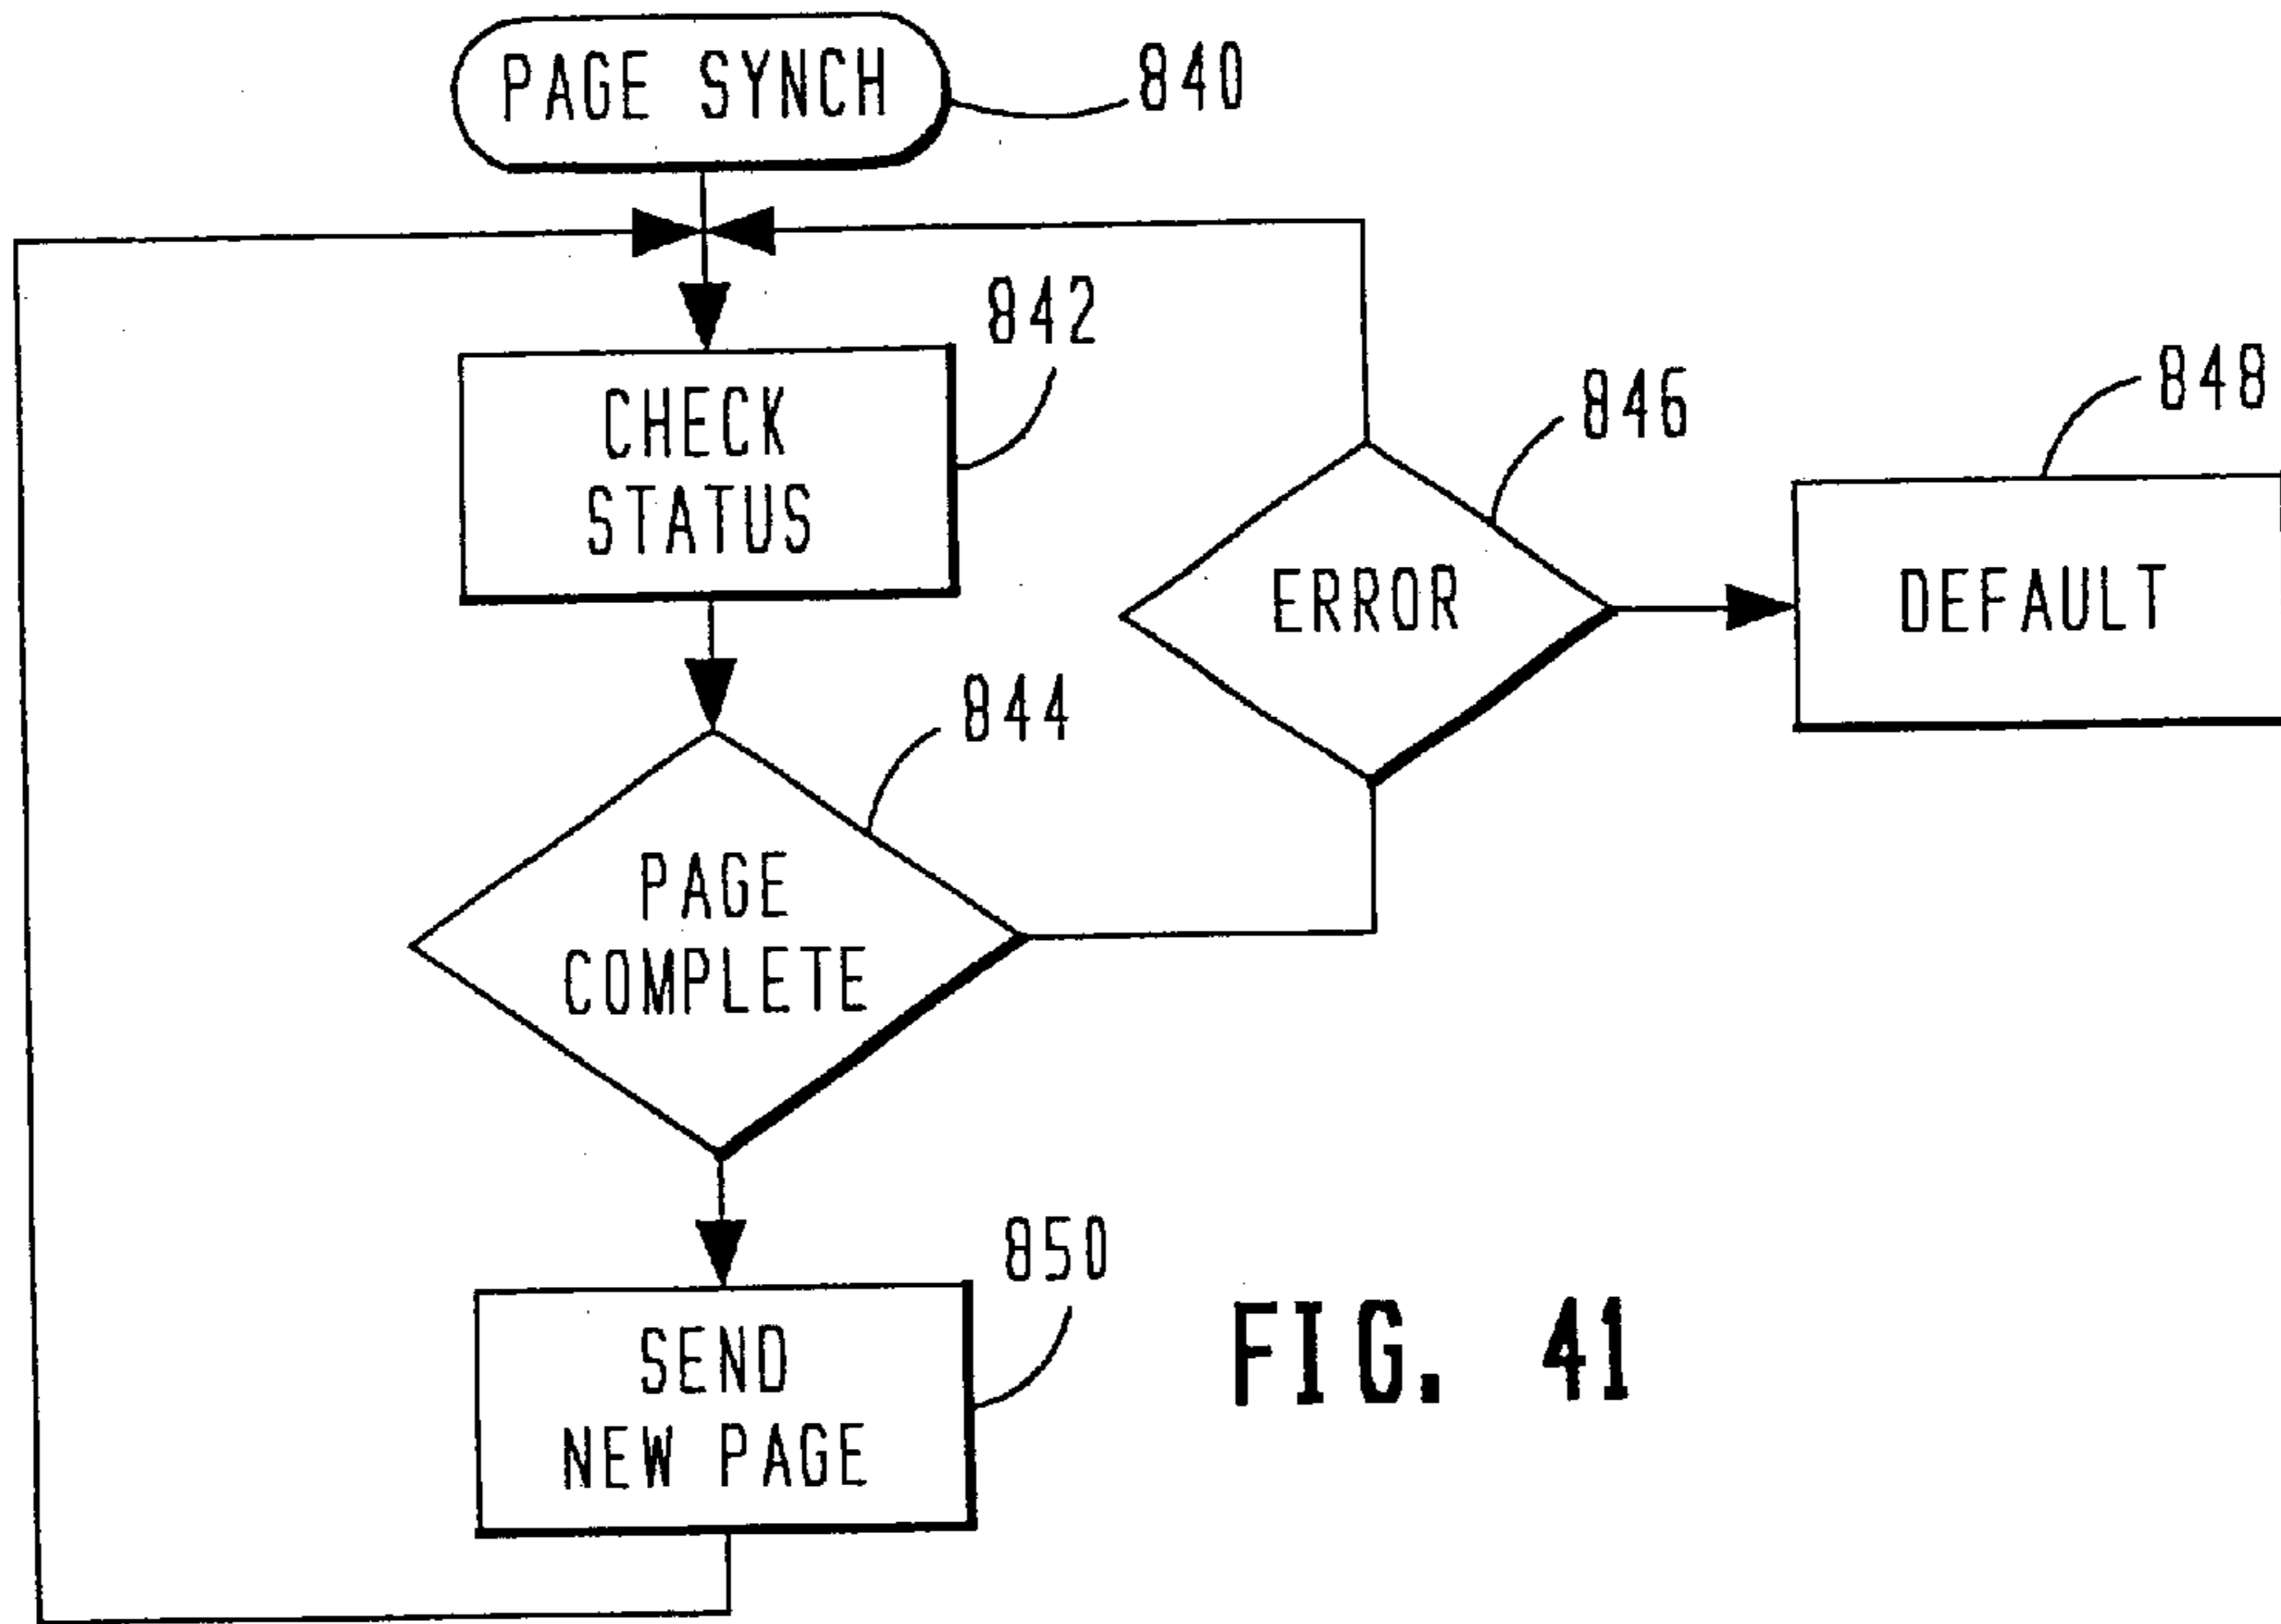 PAGE SYNCH
840
842
CHECK
STATUS
846
848
ERROR
DEFAULT
844
PAGE
COMPLETE
850
SEND
NEW PAGE
FIG. 41